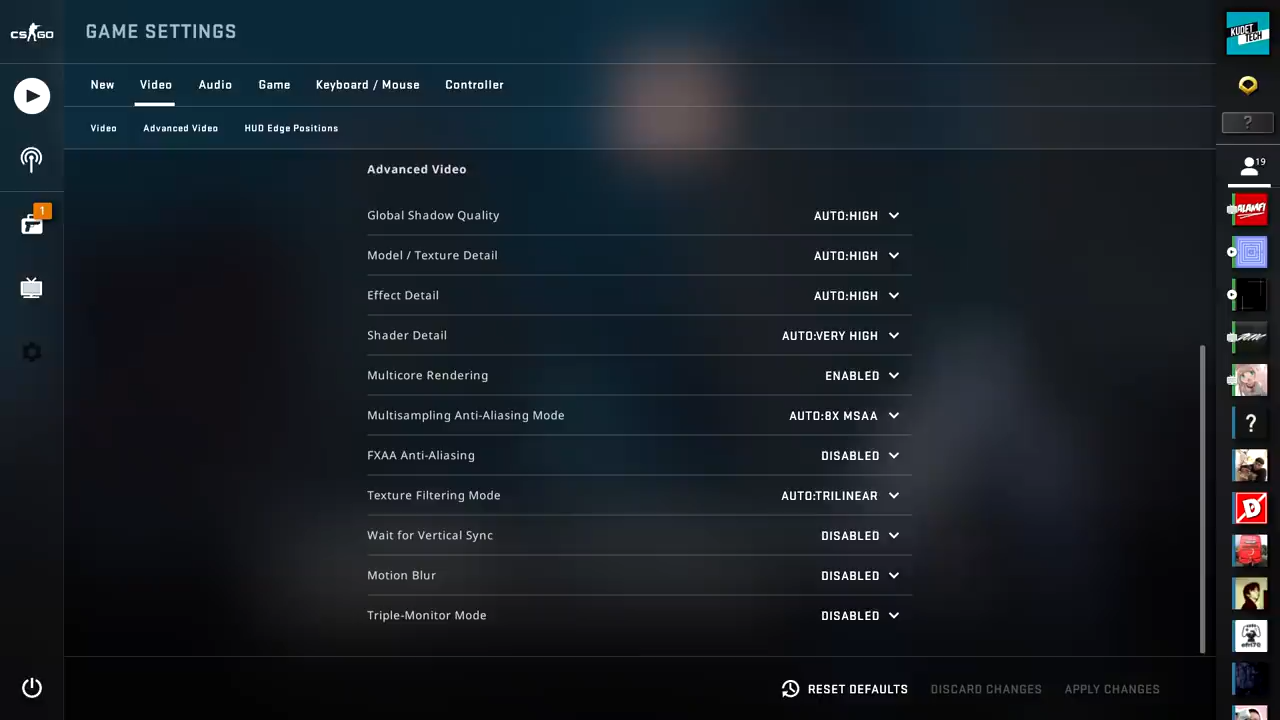 CS GO
GAME SETTINGS
KUDET
TECH
New Video Audio Game Keyboard / Mouse Controller
?
Video Advanced Video HUD Edge Positions
19
Advanced Video
1
ALAMF!
Global Shadow Quality AUTO:HIGH
Model / Texture Detail AUTO:HIGH
Effect Detail AUTO:HIGH
Shader Detail AUTO:VERY HIGH
Multicore Rendering ENABLED
Multisampling Anti-Aliasing Mode AUTO:8X MSAA
?
FXAA Anti-Aliasing DISABLED
Texture Filtering Mode AUTO:TRILINEAR
D
Wait for Vertical Sync DISABLED
Motion Blur DISABLED
Triple-Monitor Mode DISABLED
RESET DEFAULTS DISCARD CHANGES APPLY CHANGES